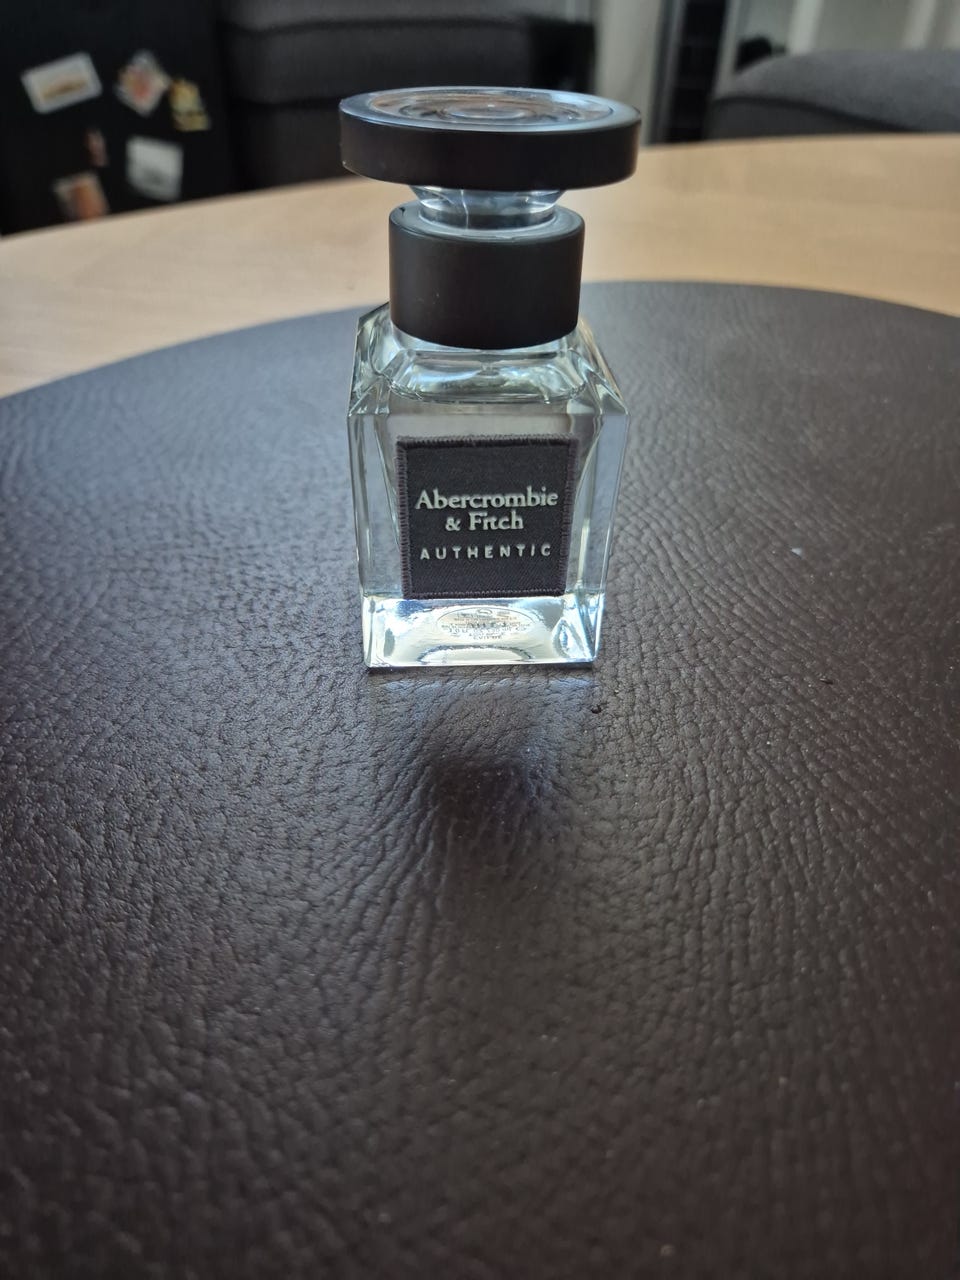 Abercrombie
& Fitch
AUTHENTIC